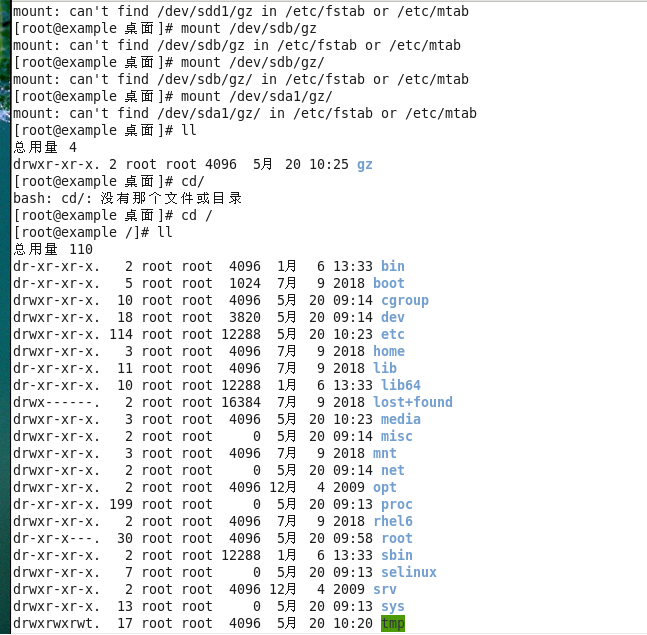 mount: can't find /dev/sdd1/gz in /etc/fstab or /etc/mtab
[root@example 桌面]# mount /dev/sdb/gz
mount: can't find /dev/sdb/gz in /etc/fstab or /etc/mtab
[root@example 桌面]# mount /dev/sdb/gz/
mount: can't find /dev/sdb/gz/ in /etc/fstab or /etc/mtab
[root@example 桌面]# mount /dev/sda1/gz/
mount: can't find /dev/sda1/gz/ in /etc/fstab or /etc/mtab
[root@example 桌面]# ll
总用量 4
drwxr-xr-x. 2 root root 4096 5月 20 10:25 gz
[root@example 桌面]# cd/
bash: cd/: 没有那个文件或目录
[root@example 桌面]# cd /
[root@example /]# ll
总用量 110
dr-xr-xr-x. 2 root root 4096 1月 6 13:33 bin
dr-xr-xr-x. 5 root root 1024 7月 9 2018 boot
drwxr-xr-x. 10 root root 4096 5月 20 09:14 cgroup
drwxr-xr-x. 18 root root 3820 5月 20 09:14 dev
drwxr-xr-x. 114 root root 12288 5月 20 10:23 etc
drwxr-xr-x. 3 root root 4096 7月 9 2018 home
dr-xr-xr-x. 11 root root 4096 7月 9 2018 lib
dr-xr-xr-x. 10 root root 12288 1月 6 13:33 lib64
drwx------. 2 root root 16384 7月 9 2018 lost+found
drwxr-xr-x. 3 root root 4096 5月 20 10:23 media
drwxr-xr-x. 2 root root 0 5月 20 09:14 misc
drwxr-xr-x. 3 root root 4096 7月 9 2018 mnt
drwxr-xr-x. 2 root root 0 5月 20 09:14 net
drwxr-xr-x. 2 root root 4096 12月 4 2009 opt
dr-xr-xr-x. 199 root root 0 5月 20 09:13 proc
drwxr-xr-x. 2 root root 4096 7月 9 2018 rhel6
dr-xr-x---. 30 root root 4096 5月 20 09:58 root
dr-xr-xr-x. 2 root root 12288 1月 6 13:33 sbin
drwxr-xr-x. 7 root root 0 5月 20 09:13 selinux
drwxr-xr-x. 2 root root 4096 12月 4 2009 srv
drwxr-xr-x. 13 root root 0 5月 20 09:13 sys
drwxrwxrwt. 17 root root 4096 5月 20 10:20 tmp